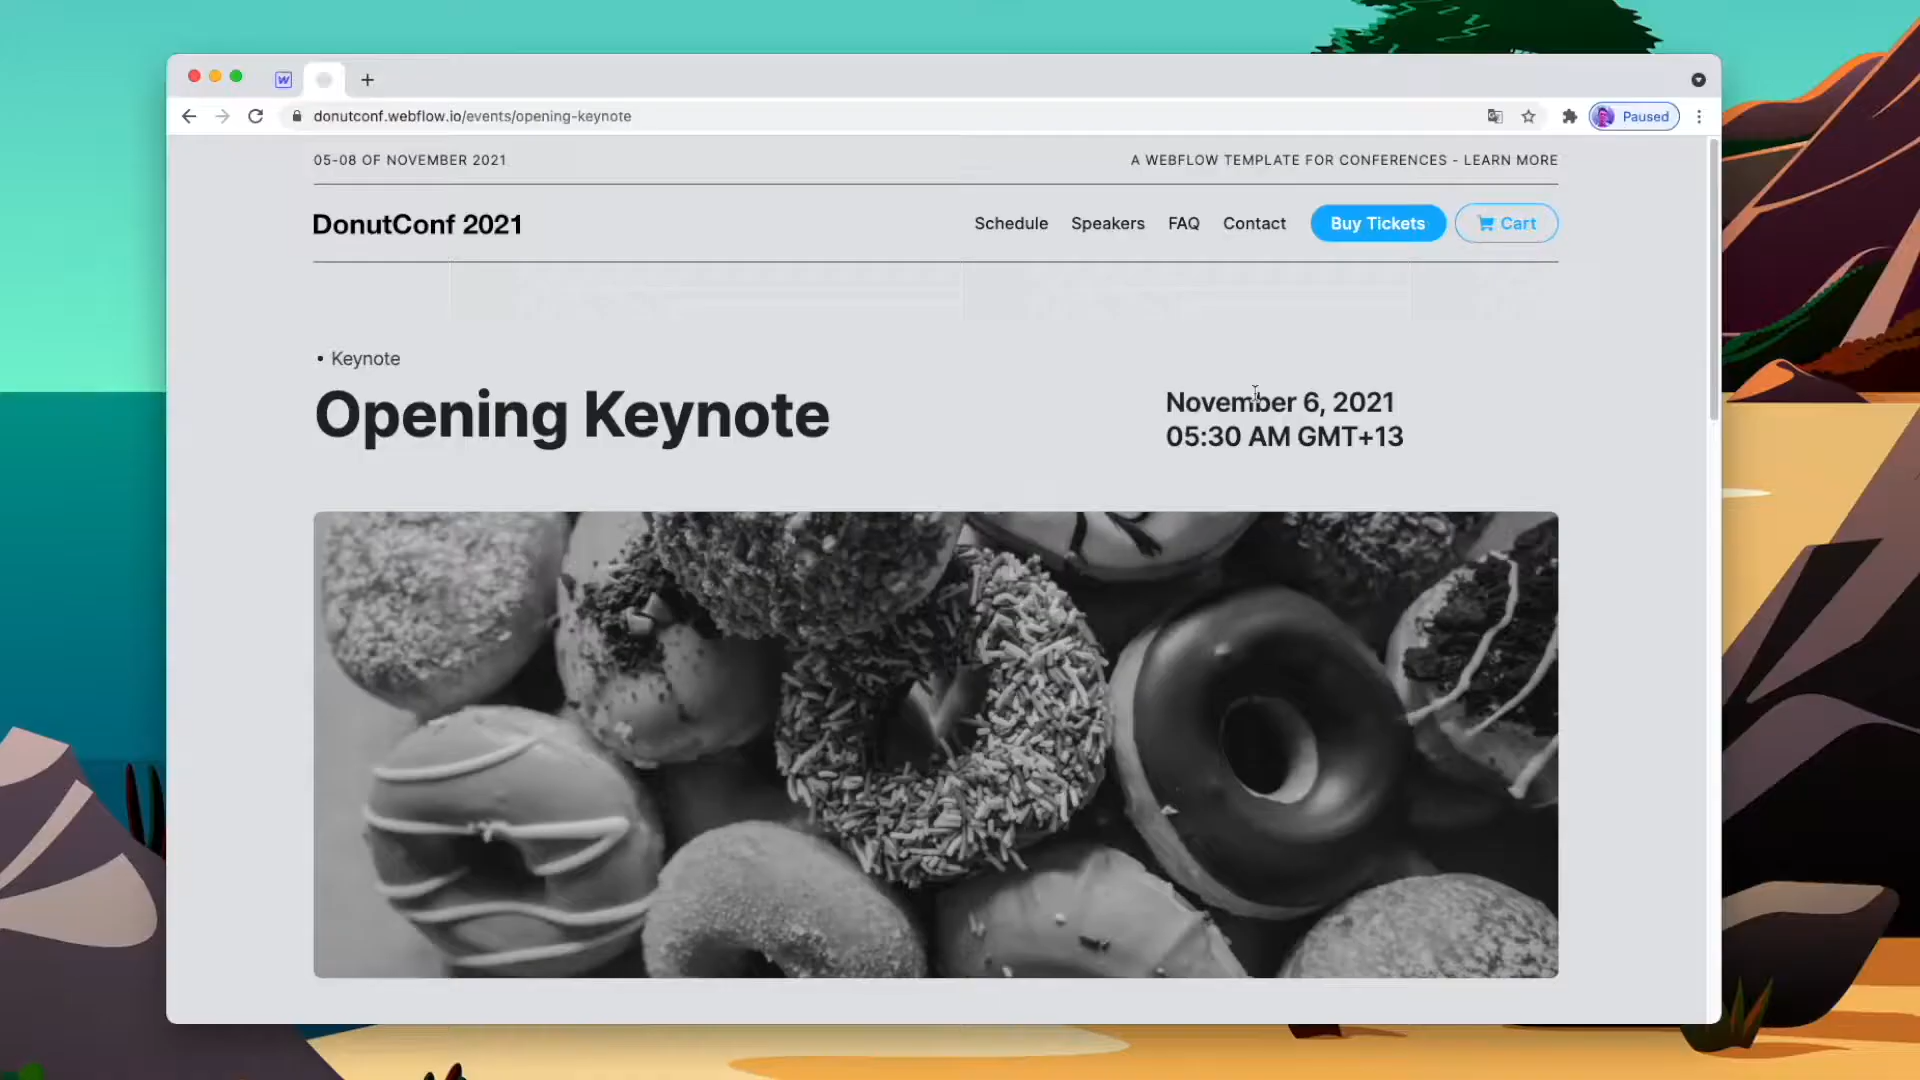 W
donutconf.webflow.io/events/opening-keynote
Paused
05-08 OF NOVEMBER 2021
A WEBFLOW TEMPLATE FOR CONFERENCES - LEARN MORE
DonutConf 2021
Schedule
Speakers
FAQ
Contact
Buy Tickets
Cart
• Keynote
Opening Keynote
November 6, 2021
05:30 AM GMT+13